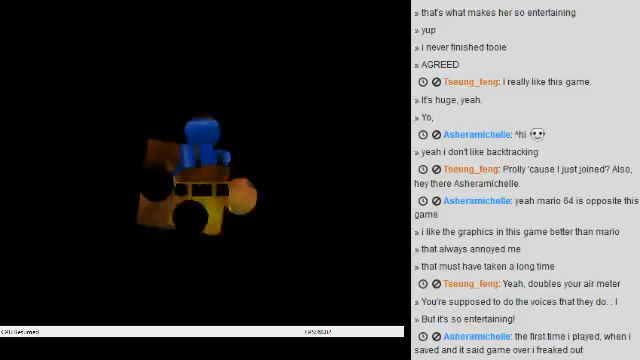 » that's what makes her so entertaining
» yup
» i never finished tooie
» AGREED
Tseung_feng: I really like this game.
» It's huge, yeah.
» Yo,
Asheramichelle: ^hi
» yeah i don't like backtracking
Tseung_feng: Prolly 'cause I just joined? Also,
hey there Asheramichelle.
Asheramichelle: yeah mario 64 is opposite this
game
» i like the graphics in this game better than mario
» that always annoyed me
» that must have taken a long time
Tseung_feng: Yeah, doubles your air meter
» You're supposed to do the voices that they do. : I
» But it's so entertaining!
Asheramichelle: the first time i played, when i
saved and it said game over i freaked out
CPU Resumed
FPS: 60.02